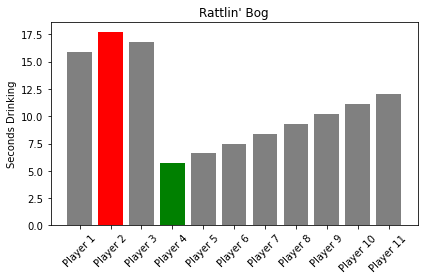 Rattlin' Bog
Seconds Drinking
17.5
15.0
12.5
10.0
7.5
5.0
2.5
0.0
Player 1
Player 2
Player 3
Player 4
Player 5
Player 6
Player 7
Player 8
Player 9
Player 10
Player 11